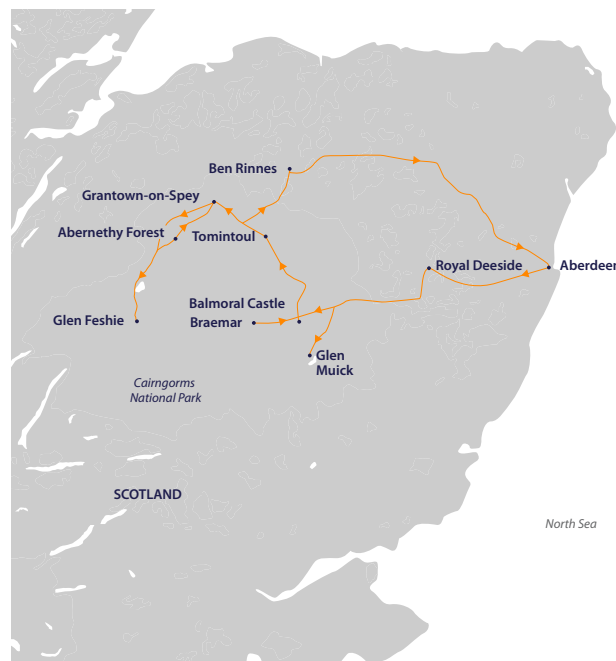 Ben Rinnes
Grantown-on-Spey
Abernethy Forest
Tomintoul
Royal Deeside
Aberdeen
Balmoral Castle
Glen Feshie
Braemar
Glen
Muick
Cairngorms
National Park
SCOTLAND
North Sea